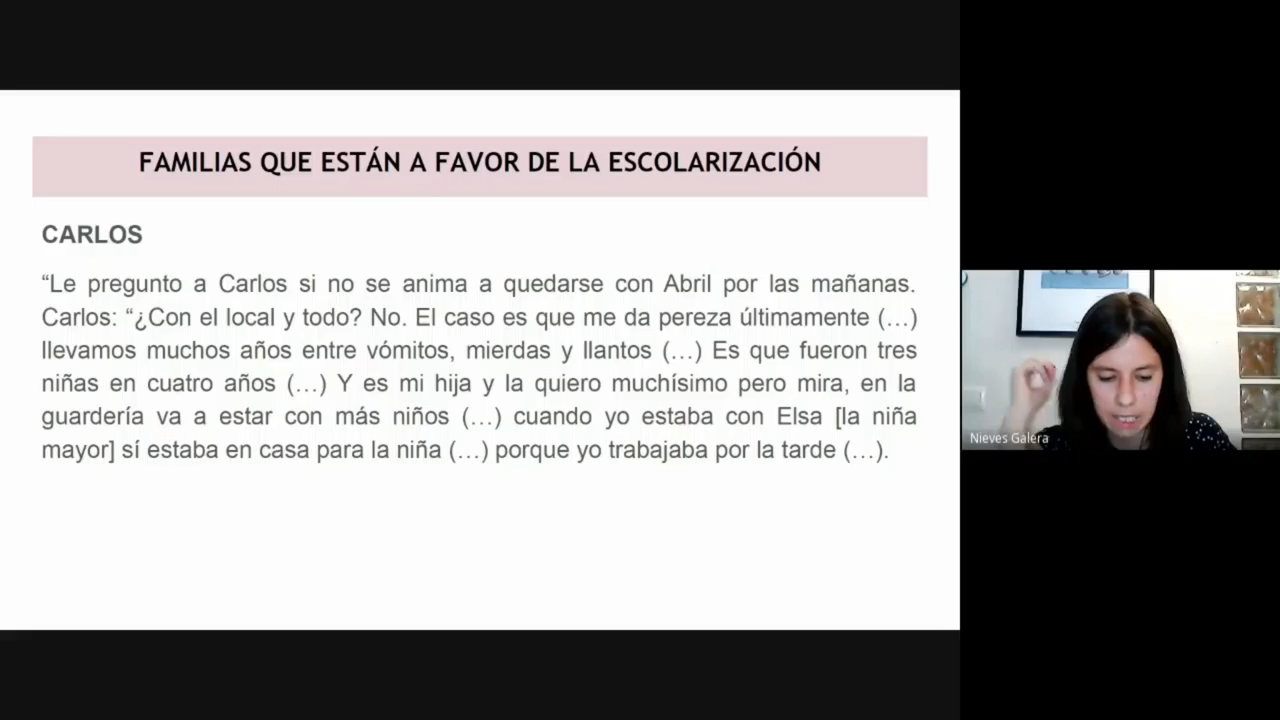 FAMILIAS QUE ESTÁN A FAVOR DE LA ESCOLARIZACIÓN
CARLOS
“Le pregunto a Carlos si no se anima a quedarse con Abril por las mañanas.
Carlos: “¿Con el local y todo? No. El caso es que me da pereza últimamente (…)
llevamos muchos años entre vómitos, mierdas y llantos (…) Es que fueron tres
niñas en cuatro años (…) Y es mi hija y la quiero muchísimo pero mira, en la
guardería va a estar con más niños (…) cuando yo estaba con Elsa [la niña
mayor] sí estaba en casa para la niña (…) porque yo trabajaba por la tarde (…).
Nieves Galera